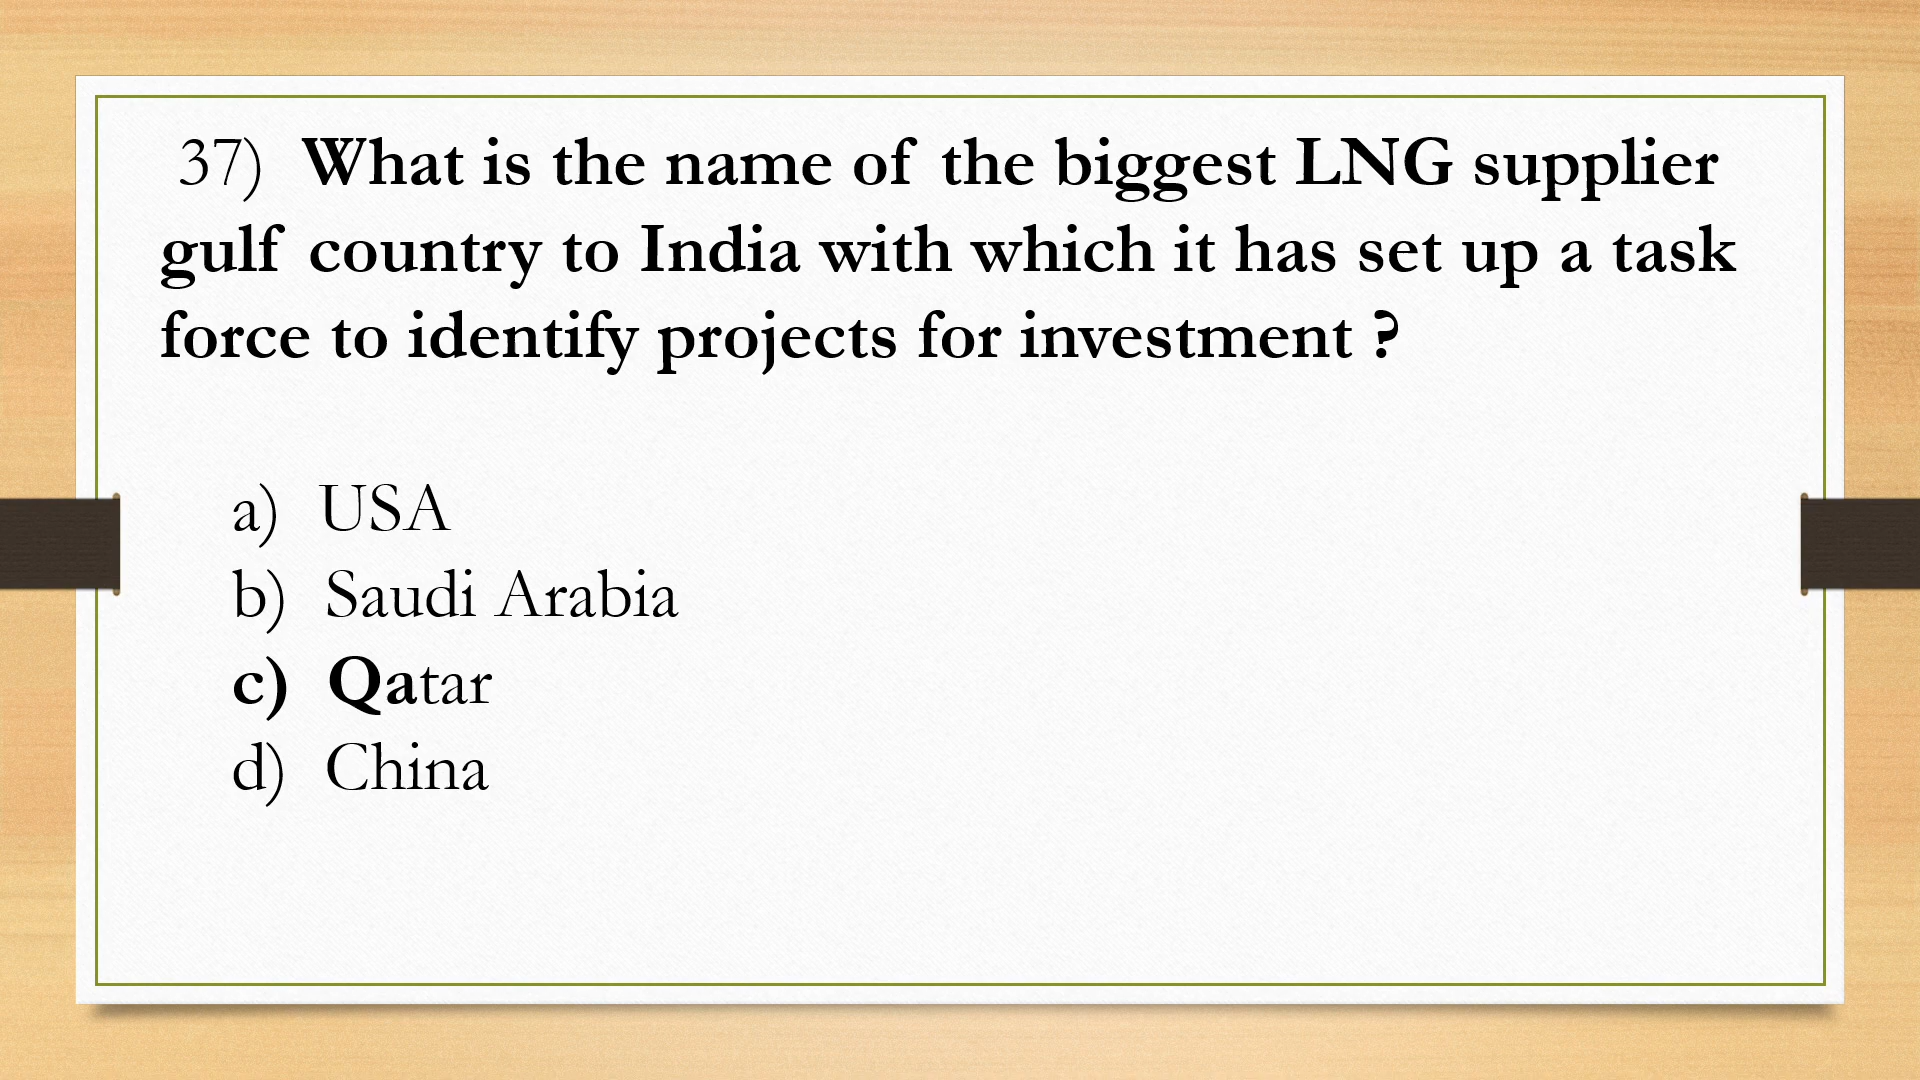 37) What is the name of the biggest LNG supplier
gulf country to India with which it has set up a task
force to identify projects for investment ?
a) USA
b) Saudi Arabia
c) Qatar
d) China